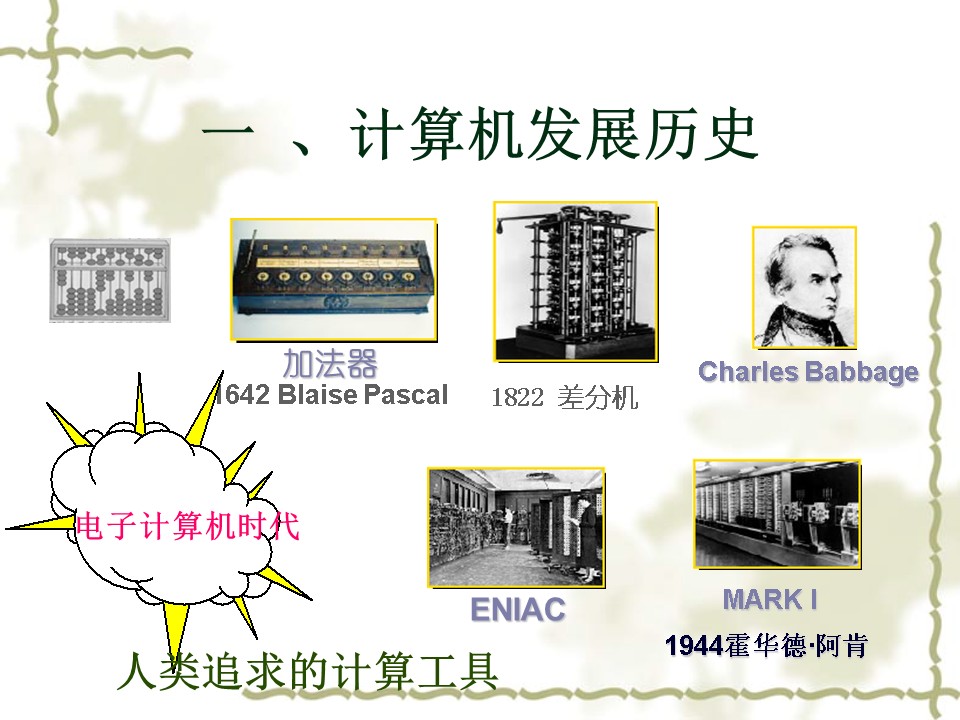 一 、计算机发展历史
加法器
1642 Blaise Pascal
1822 差分机
Charles Babbage
电子计算机时代
ENIAC
MARK I
1944霍华德·阿肯
人类追求的计算工具